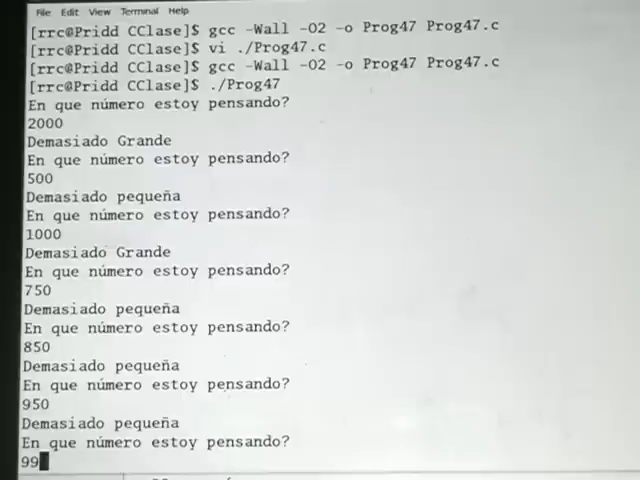 File Edit View Terminal Help
[rrc@Pridd CClase]$ gcc -Wall -O2 -o Prog47 Prog47.c
[rrc@Pridd CClase]$ vi ./Prog47.c
[rrc@Pridd CClase]$ gcc -Wall -O2 -o Prog47 Prog47.c
[rrc@Pridd CClase]$ ./Prog47
En que número estoy pensando?
2000
Demasiado Grande
En que número estoy pensando?
500
Demasiado pequeña
En que número estoy pensando?
1000
Demasiado Grande
En que número estoy pensando?
750
Demasiado pequeña
En que número estoy pensando?
850
Demasiado pequeña
En que número estoy pensando?
950
Demasiado pequeña
En que número estoy pensando?
99